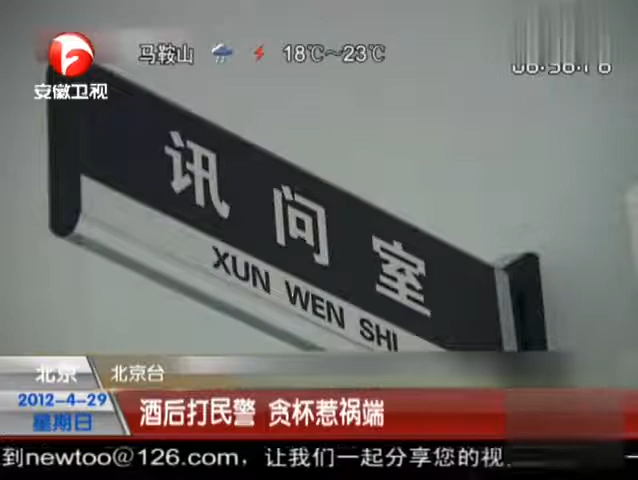 马鞍山 18℃~23℃
安徽卫视
讯问室
XUN WEN SHI
北京 北京台
2012-4-29
星期日
酒后打民警 贪杯惹祸端
到newtoo@126.com，让我们一起分享您的视